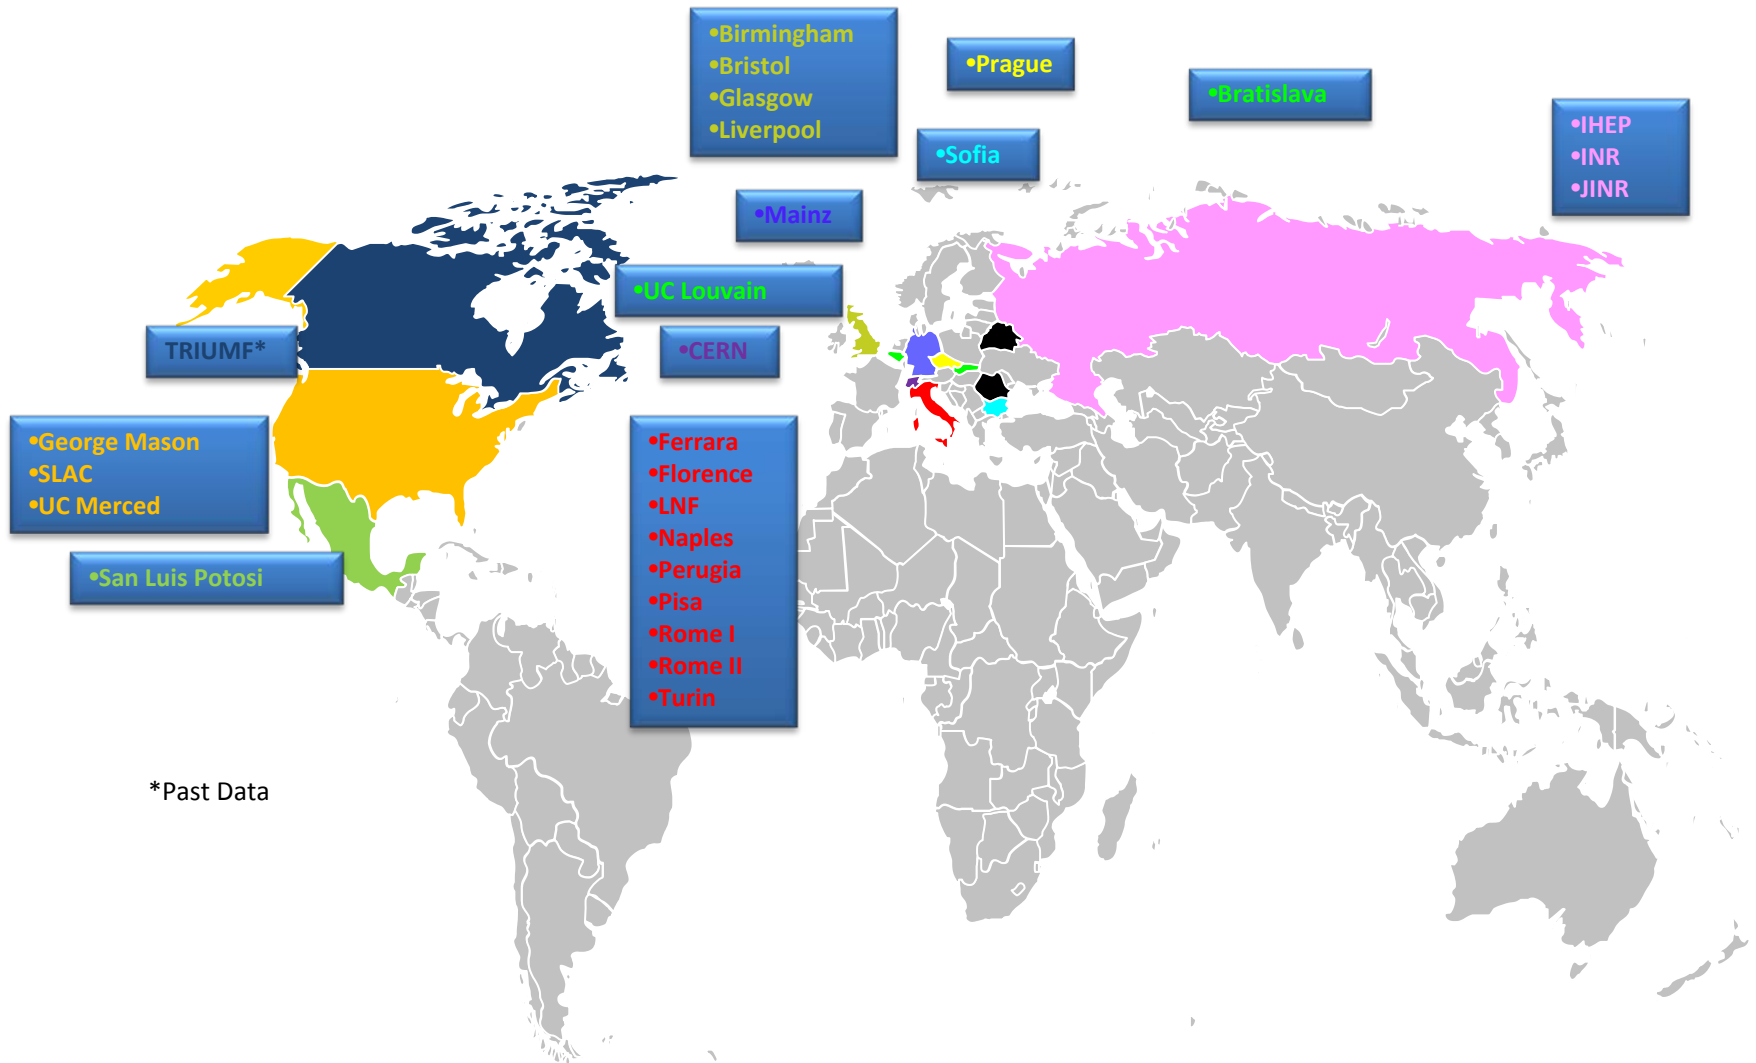 •Birmingham
•Bristol
•Glasgow
•Liverpool
•Prague
•Bratislava
•IHEP
•INR
•JINR
•Sofia
•Mainz
•UC Louvain
TRIUMF*
•CERN
•George Mason
•SLAC
•UC Merced
•San Luis Potosi
•Ferrara
•Florence
•LNF
•Naples
•Perugia
•Pisa
•Rome I
•Rome II
•Turin
*Past Data